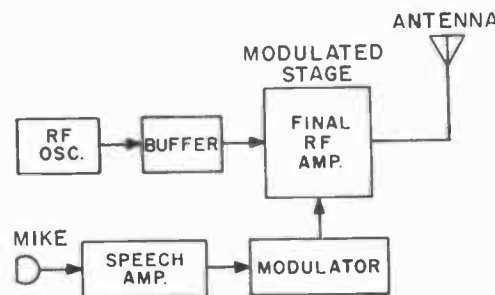 ANTENNA
MODULATED
STAGE
RF
OSC.
BUFFER
FINAL
RF
AMP.
MIKE
SPEECH
AMP.
MODULATOR